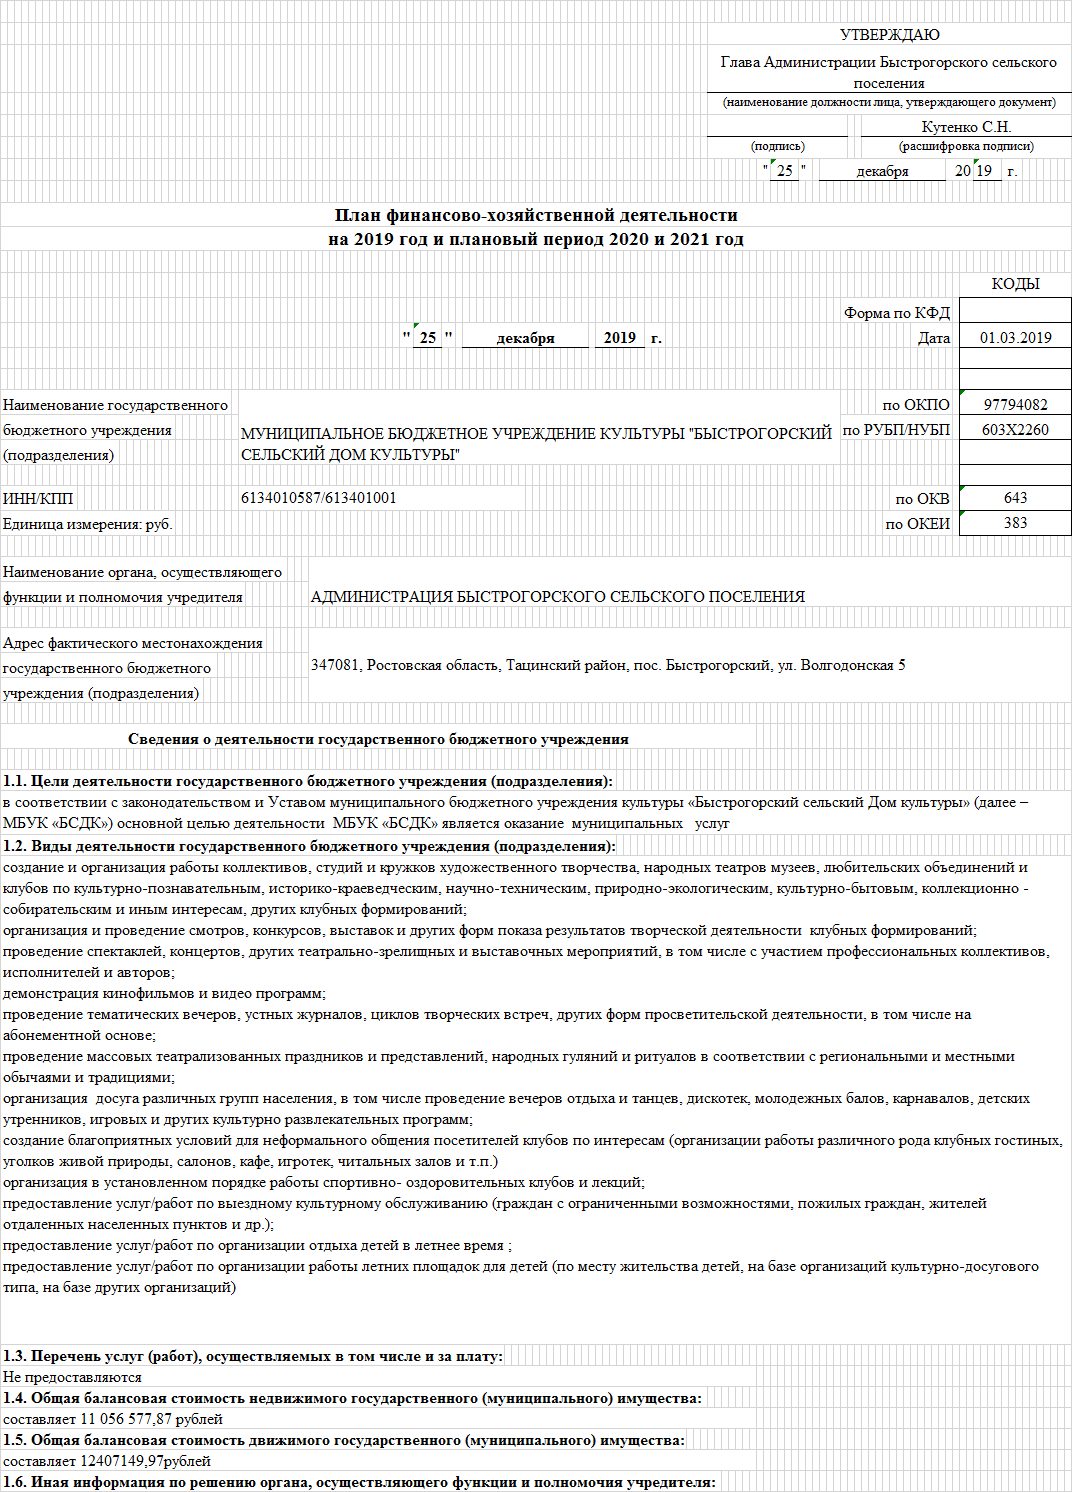 УТВЕРЖДАЮ
Глава Администрации Быстрогорского сельского
поселения
(наименование должности лица, утверждающего документ)
Кутенко С.Н.
(подпись) (расшифровка подписи)
" 25 " декабря 20 19 г.
План финансово-хозяйственной деятельности
на 2019 год и плановый период 2020 и 2021 год
КОДЫ
Форма по КФД
" 25 " декабря 2019 г. Дата 01.03.2019
Наименование государственного по ОКПО 97794082
бюджетного учреждения МУНИЦИПАЛЬНОЕ БЮДЖЕТНОЕ УЧРЕЖДЕНИЕ КУЛЬТУРЫ "БЫСТРОГОРСКИЙ по РУБП/НУБП 603X2260
(подразделения) СЕЛЬСКИЙ ДОМ КУЛЬТУРЫ"
ИНН/КПП 6134010587/613401001 по ОКВ 643
Единица измерения: руб. по ОКЕИ 383
Наименование органа, осуществляющего
функции и полномочия учредителя АДМИНИСТРАЦИЯ БЫСТРОГОРСКОГО СЕЛЬСКОГО ПОСЕЛЕНИЯ
Адрес фактического местонахождения
государственного бюджетного 347081, Ростовская область, Тацинский район, пос. Быстрогорский, ул. Волгодонская 5
учреждения (подразделения)
Сведения о деятельности государственного бюджетного учреждения
1.1. Цели деятельности государственного бюджетного учреждения (подразделения):
в соответствии с законодательством и Уставом муниципального бюджетного учреждения культуры «Быстрогорский сельский Дом культуры» (далее –
МБУК «БСДК») основной целью деятельности  МБУК «БСДК» является оказание  муниципальных   услуг
1.2. Виды деятельности государственного бюджетного учреждения (подразделения):
создание и организация работы коллективов, студий и кружков художественного творчества, народных театров музеев, любительских объединений и
клубов по культурно-познавательным, историко-краеведческим, научно-техническим, природно-экологическим, культурно-бытовым, коллекционно -
собирательским и иным интересам, других клубных формирований;
организация и проведение смотров, конкурсов, выставок и других форм показа результатов творческой деятельности  клубных формирований;
проведение спектаклей, концертов, других театрально-зрелищных и выставочных мероприятий, в том числе с участием профессиональных коллективов,
исполнителей и авторов;
демонстрация кинофильмов и видео программ;
проведение тематических вечеров, устных журналов, циклов творческих встреч, других форм просветительской деятельности, в том числе на
абонементной основе;
проведение массовых театрализованных праздников и представлений, народных гуляний и ритуалов в соответствии с региональными и местными
обычаями и традициями;
организация  досуга различных групп населения, в том числе проведение вечеров отдыха и танцев, дискотек, молодежных балов, карнавалов, детских
утренников, игровых и других культурно развлекательных программ;
создание благоприятных условий для неформального общения посетителей клубов по интересам (организации работы различного рода клубных гостиных,
уголков живой природы, салонов, кафе, игротек, читальных залов и т.п.)
организация в установленном порядке работы спортивно- оздоровительных клубов и лекций;
предоставление услуг/работ по выездному культурному обслуживанию (граждан с ограниченными возможностями, пожилых граждан, жителей
отдаленных населенных пунктов и др.);
предоставление услуг/работ по организации отдыха детей в летнее время ;
предоставление услуг/работ по организации работы летних площадок для детей (по месту жительства детей, на базе организаций культурно-досугового
типа, на базе других организаций)
1.3. Перечень услуг (работ), осуществляемых в том числе и за плату:
Не предоставляются
1.4. Общая балансовая стоимость недвижимого государственного (муниципального) имущества:
составляет 11 056 577,87 рублей
1.5. Общая балансовая стоимость движимого государственного (муниципального) имущества:
составляет 12407149,97рублей
1.6. Иная информация по решению органа, осуществляющего функции и полномочия учредителя: